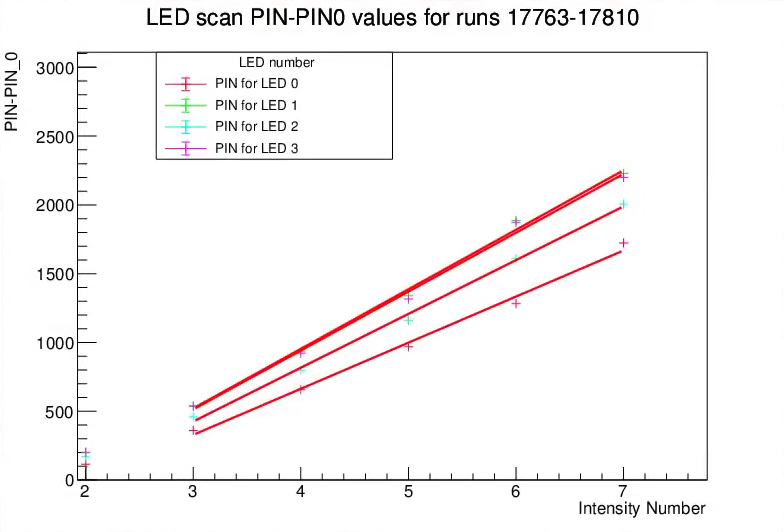 LED scan PIN-PIN0 values for runs 17763-17810
PIN-PIN_0
LED number
PIN for LED 0
PIN for LED 1
PIN for LED 2
PIN for LED 3
3000
2500
2000
1500
1000
500
0
2 3 4 5 6 7
Intensity Number